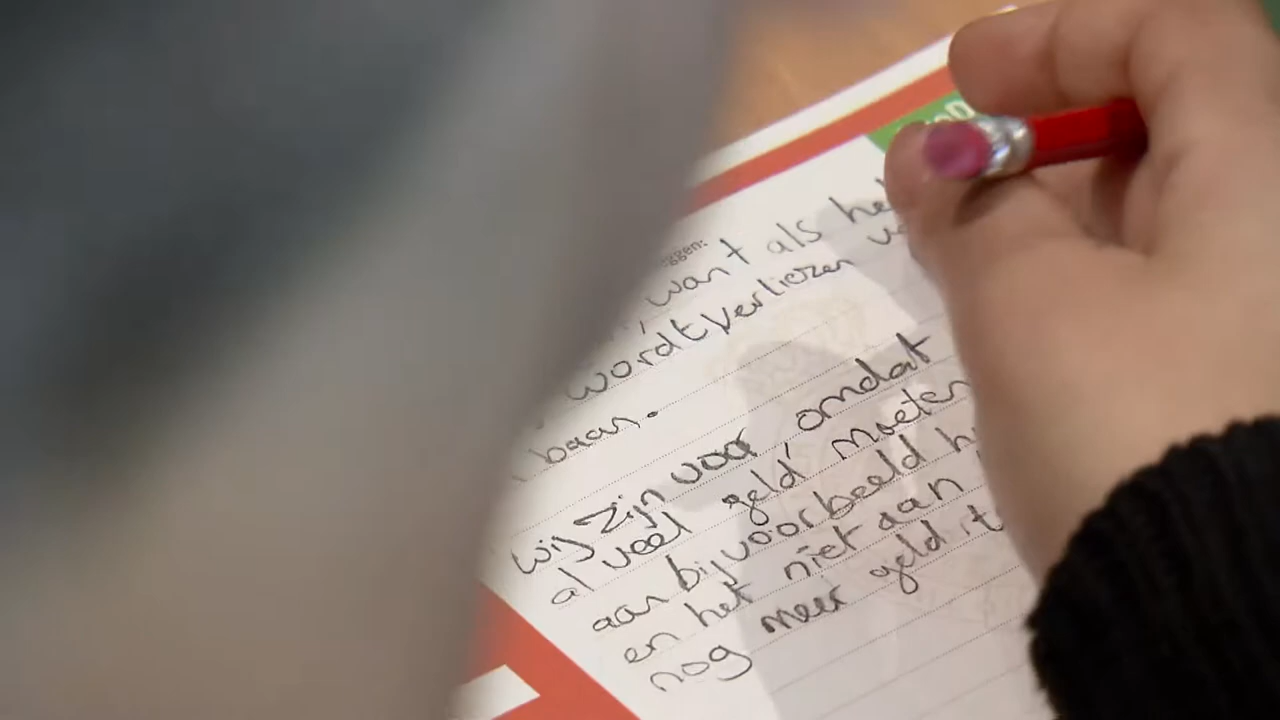 want als
wordt verliezen
baan.
wij zijn voor omdat
al veel geld moeten
aan bijvoorbeeld
en het niet aan
nog meer geld